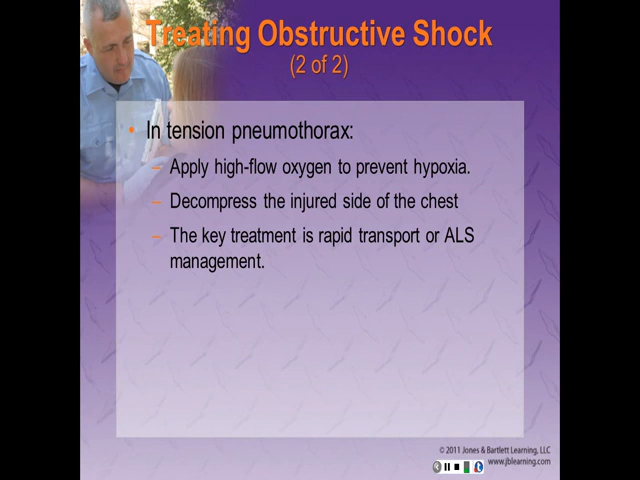 Treating Obstructive Shock
(2 of 2)
• In tension pneumothorax:
– Apply high-flow oxygen to prevent hypoxia.
– Decompress the injured side of the chest
– The key treatment is rapid transport or ALS
management.
© 2011 Jones & Bartlett Learning, LLC
www.jblearning.com